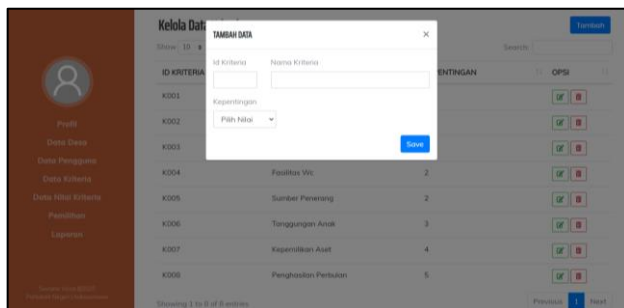 Kelola Data
Tambah
TAMBAH DATA
×
Show 10
Search:
Id Kriteria
Nama Kriteria
ID KRITERIA
PENTINGAN
OPSI
K001
Kepentingan
Profil
K002
Pilih Nilai
Data Desa
K003
Save
Data Pengguna
Data Kriteria
K004
Fasilitas Wc
2
Data Nilai Kriteria
K005
Sumber Penerang
2
Pemilihan
K006
Tanggungan Anak
3
Laporan
K007
Kepemilikan Aset
4
K008
Penghasilan Perbulan
5
Showing 1 to 8 of 8 entries
Previous
1
Next